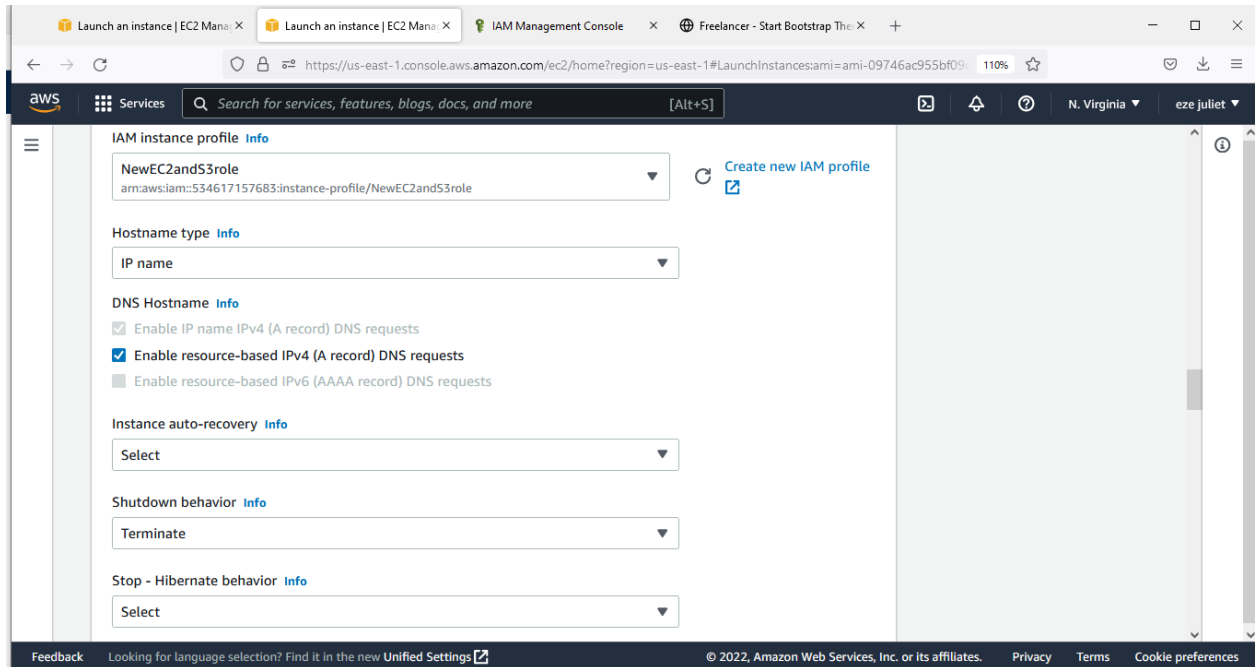 Launch an instance | EC2 Mana
Launch an instance | EC2 Mana
IAM Management Console
Freelancer - Start Bootstrap The
https://us-east-1.console.aws.amazon.com/ec2/home?region=us-east-1#LaunchInstances:ami=ami-09746ac955bf09
110%
aws
Services
Search for services, features, blogs, docs, and more
[Alt+S]
N. Virginia
eze juliet
IAM instance profile Info
NewEC2andS3role
arn:aws:iam::534617157683:instance-profile/NewEC2andS3role
Create new IAM profile
Hostname type Info
IP name
DNS Hostname Info
Enable IP name IPv4 (A record) DNS requests
Enable resource-based IPv4 (A record) DNS requests
Enable resource-based IPv6 (AAAA record) DNS requests
Instance auto-recovery Info
Select
Shutdown behavior Info
Terminate
Stop - Hibernate behavior Info
Select
Feedback
Looking for language selection? Find it in the new Unified Settings
© 2022, Amazon Web Services, Inc. or its affiliates.
Privacy
Terms
Cookie preferences